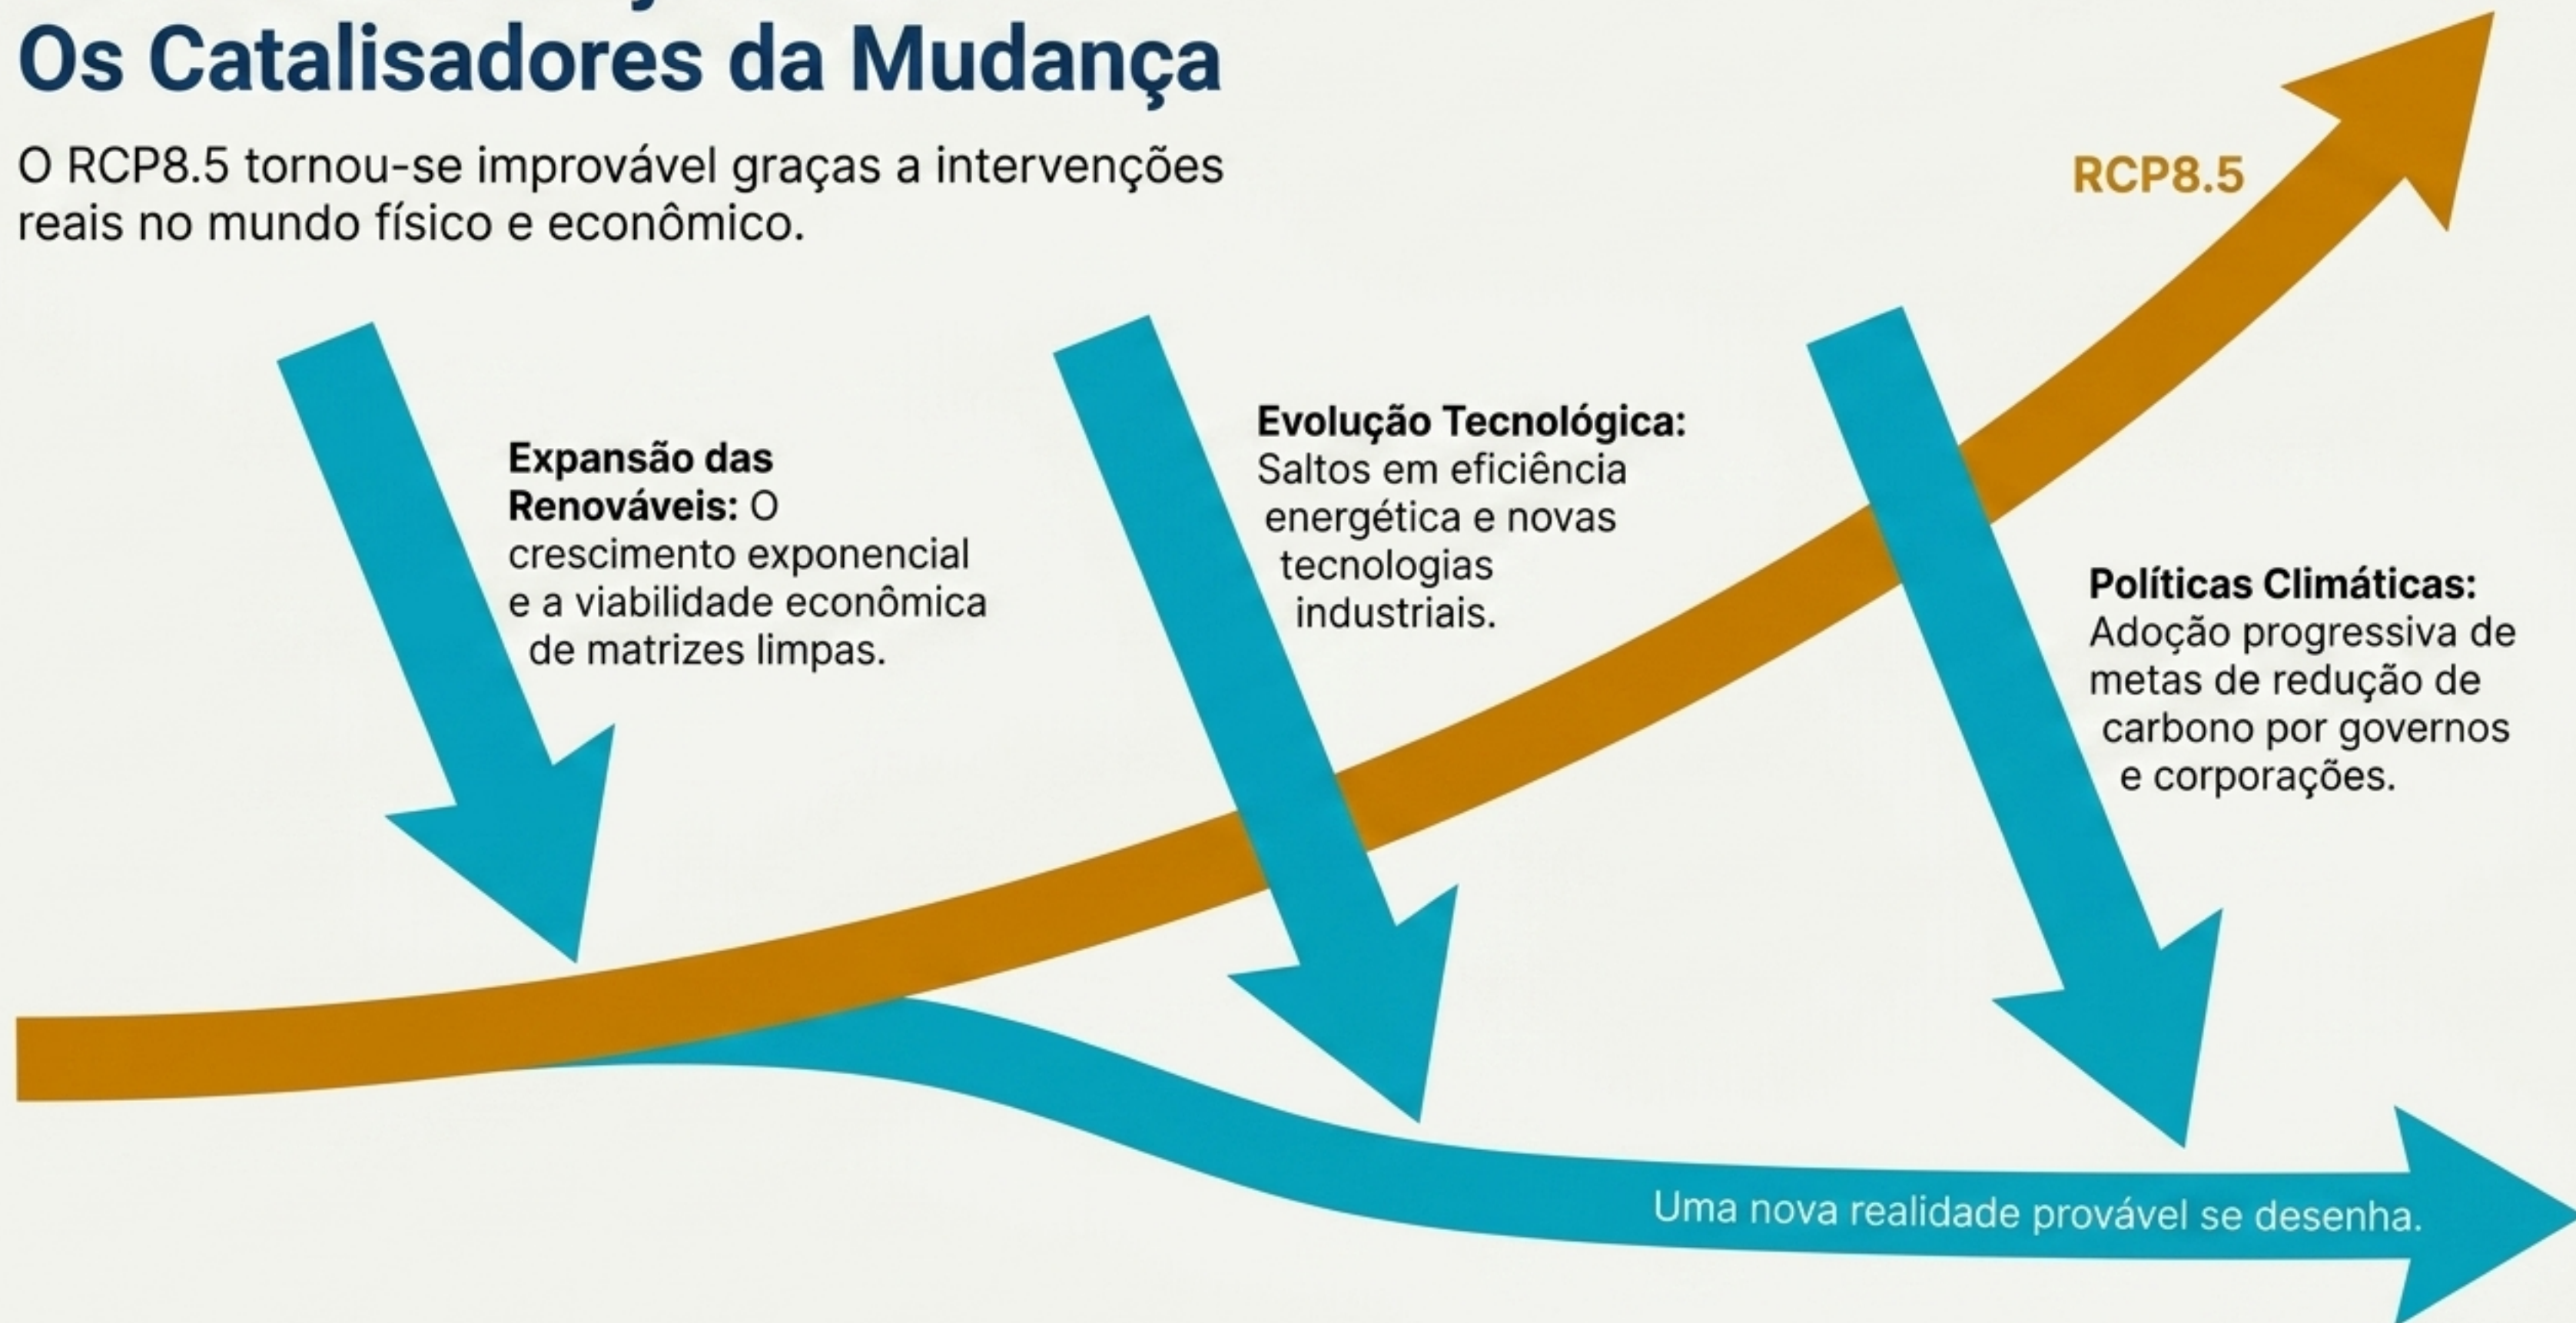 Os Catalisadores da Mudança
O RCP8.5 tornou-se improvável graças a intervenções
reais no mundo físico e econômico.
RCP8.5
Expansão das
Renováveis: O
crescimento exponencial
e a viabilidade econômica
de matrizes limpas.
Evolução Tecnológica:
Saltos em eficiência
energética e novas
tecnologias
industriais.
Políticas Climáticas:
Adoção progressiva de
metas de redução de
carbono por governos
e corporações.
Uma nova realidade provável se desenha.